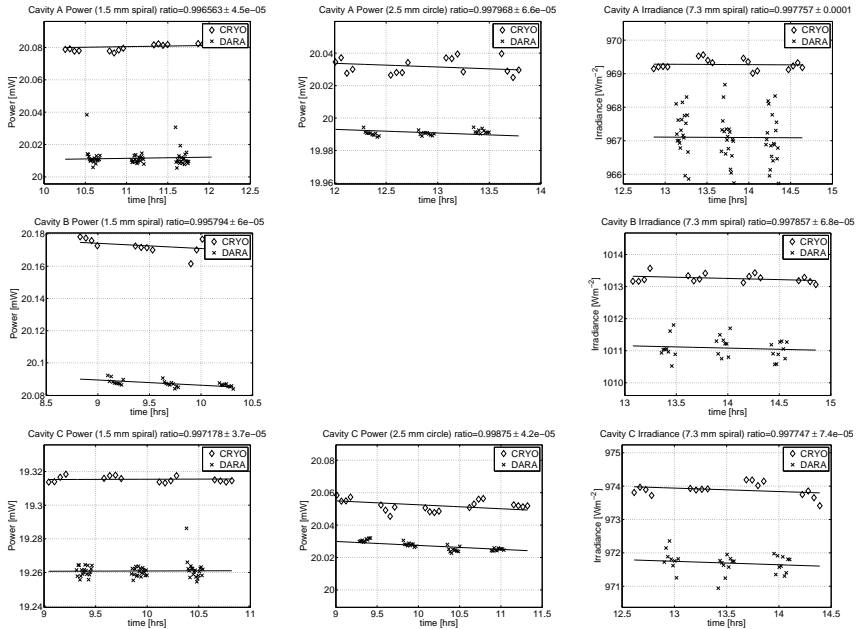 Cavity A Power (1.5 mm spiral) ratio=0.996563± 4.5e−05
20.08
20.06
20.04
20.02
20
Power [mW]
10 10.5 11 11.5 12 12.5
time [hrs]
CRYO
DARA
Cavity A Power (2.5 mm circle) ratio=0.997968± 6.6e−05
20.04
20.02
20
19.98
19.96
Power [mW]
12 12.5 13 13.5 14
time [hrs]
CRYO
DARA
Cavity A Irradiance (7.3 mm spiral) ratio=0.997757± 0.0001
970
969
968
967
966
Irradiance [Wm−2]
12.5 13 13.5 14 14.5 15
time [hrs]
CRYO
DARA
Cavity B Power (1.5 mm spiral) ratio=0.995794± 6e−05
20.18
20.16
20.14
20.12
20.1
20.08
Power [mW]
8.5 9 9.5 10 10.5
time [hrs]
CRYO
DARA
Cavity B Irradiance (7.3 mm spiral) ratio=0.997857± 6.8e−05
1014
1013
1012
1011
1010
Irradiance [Wm−2]
13 13.5 14 14.5 15
time [hrs]
CRYO
DARA
Cavity C Power (1.5 mm spiral) ratio=0.997178± 3.7e−05
19.32
19.3
19.28
19.26
19.24
Power [mW]
9 9.5 10 10.5 11
time [hrs]
CRYO
DARA
Cavity C Power (2.5 mm circle) ratio=0.99875± 4.2e−05
20.08
20.06
20.04
20.02
20
Power [mW]
9 9.5 10 10.5 11 11.5
time [hrs]
CRYO
DARA
Cavity C Irradiance (7.3 mm spiral) ratio=0.997747± 7.4e−05
975
974
973
972
971
Irradiance [Wm−2]
12.5 13 13.5 14 14.5
time [hrs]
CRYO
DARA